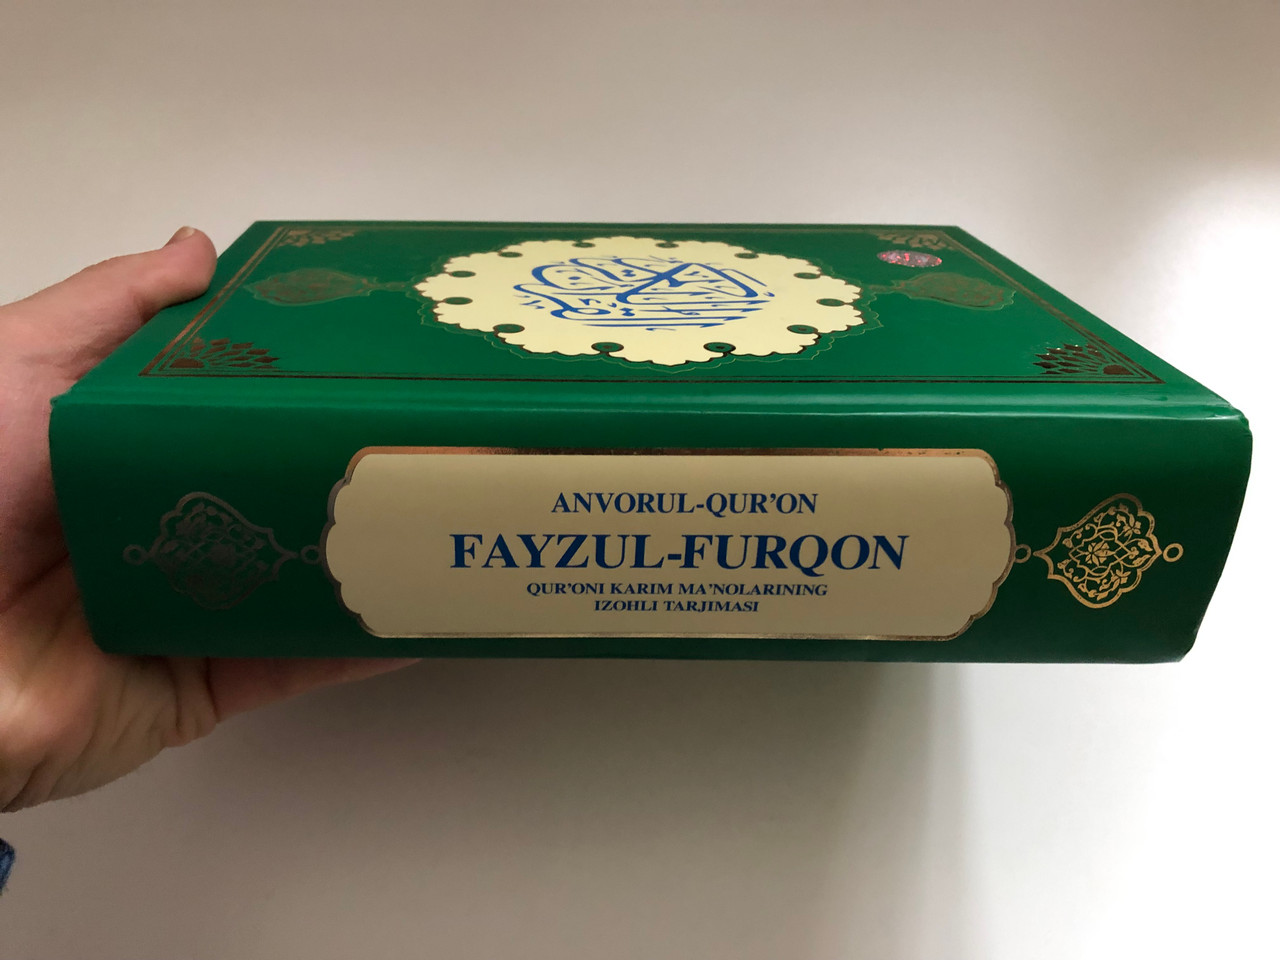 ANVORUL-QUR’ON
FAYZUL-FURQON
QUR’ONI KARIM MA’NOLARINING
IZOHLI TARJIMASI